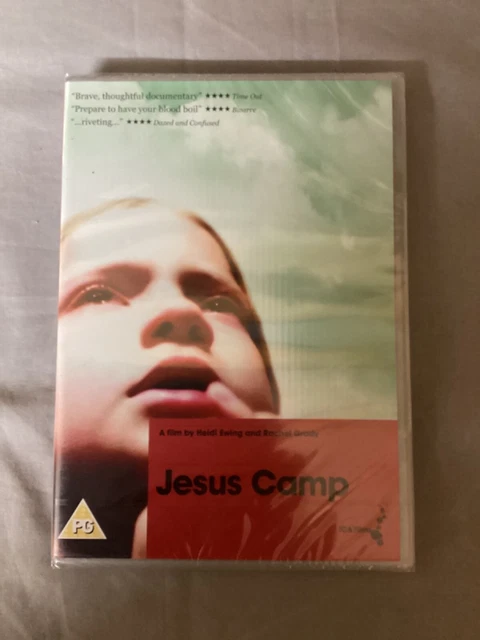 "Brave, thoughtful documentary" ★★★★ Time Out
"Prepare to have your blood boil" ★★★★ Bizarre
"...riveting..." ★★★★ Dazed and Confused
A film by Heidi Ewing and Rachel Grady
Jesus Camp
PG